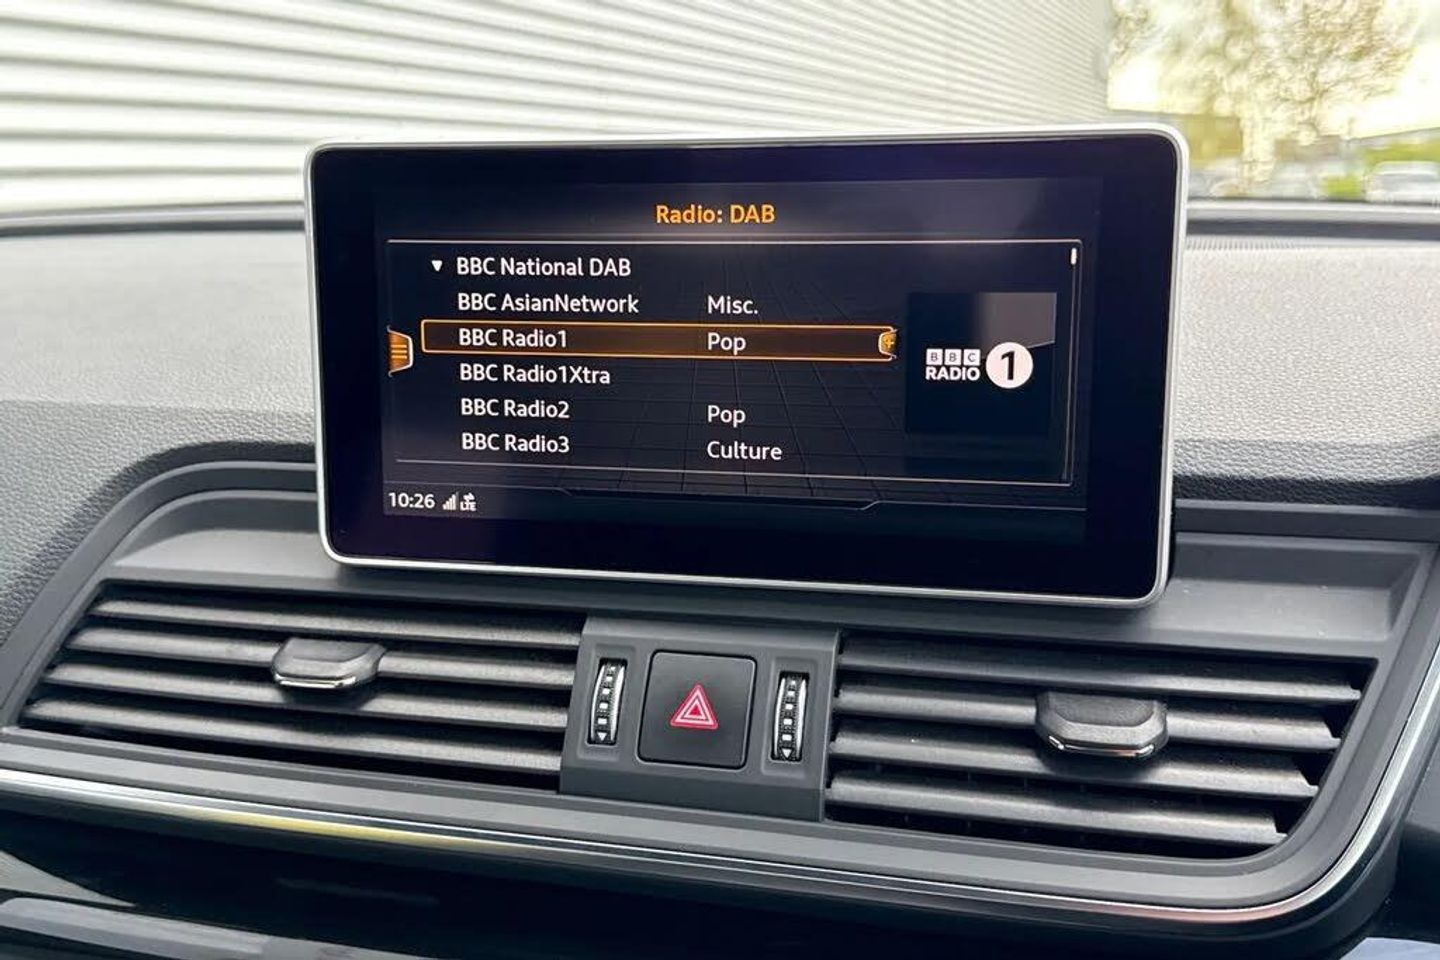 Radio: DAB
BBC National DAB
BBC AsianNetwork Misc.
BBC Radio1 Pop
BBC Radio1Xtra
BBC Radio2 Pop
BBC Radio3 Culture
BBC
RADIO 1
10:26 LTE